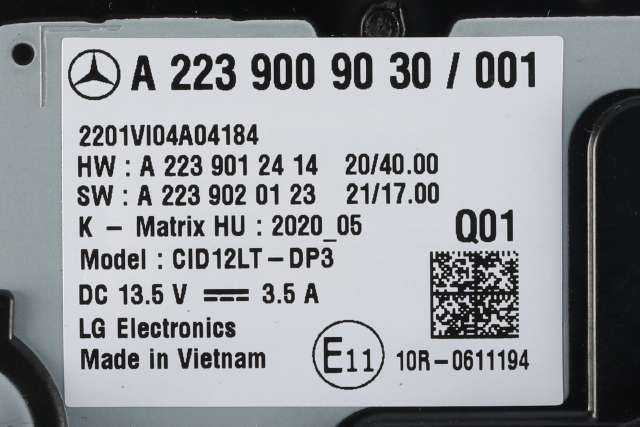 A 223 900 90 30 / 001
2201VI04A04184
HW : A 223 901 24 14 20/40.00
SW : A 223 902 01 23 21/17.00
K - Matrix HU : 2020_05
Q01
Model : CID12LT-DP3
DC 13.5 V 3.5 A
LG Electronics
Made in Vietnam
E11 10R-0611194